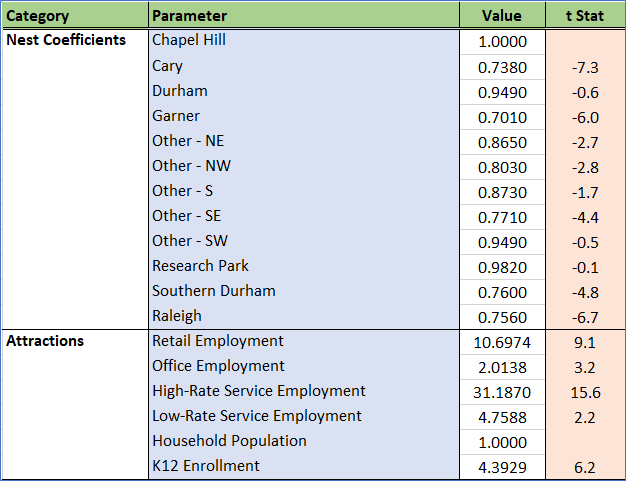 Category Parameter Value t Stat
Nest Coefficients Chapel Hill 1.0000
Cary 0.7380 -7.3
Durham 0.9490 -0.6
Garner 0.7010 -6.0
Other - NE 0.8650 -2.7
Other - NW 0.8030 -2.8
Other - S 0.8730 -1.7
Other - SE 0.7710 -4.4
Other - SW 0.9490 -0.5
Research Park 0.9820 -0.1
Southern Durham 0.7600 -4.8
Raleigh 0.7560 -6.7
Attractions Retail Employment 10.6974 9.1
Office Employment 2.0138 3.2
High-Rate Service Employment 31.1870 15.6
Low-Rate Service Employment 4.7588 2.2
Household Population 1.0000
K12 Enrollment 4.3929 6.2